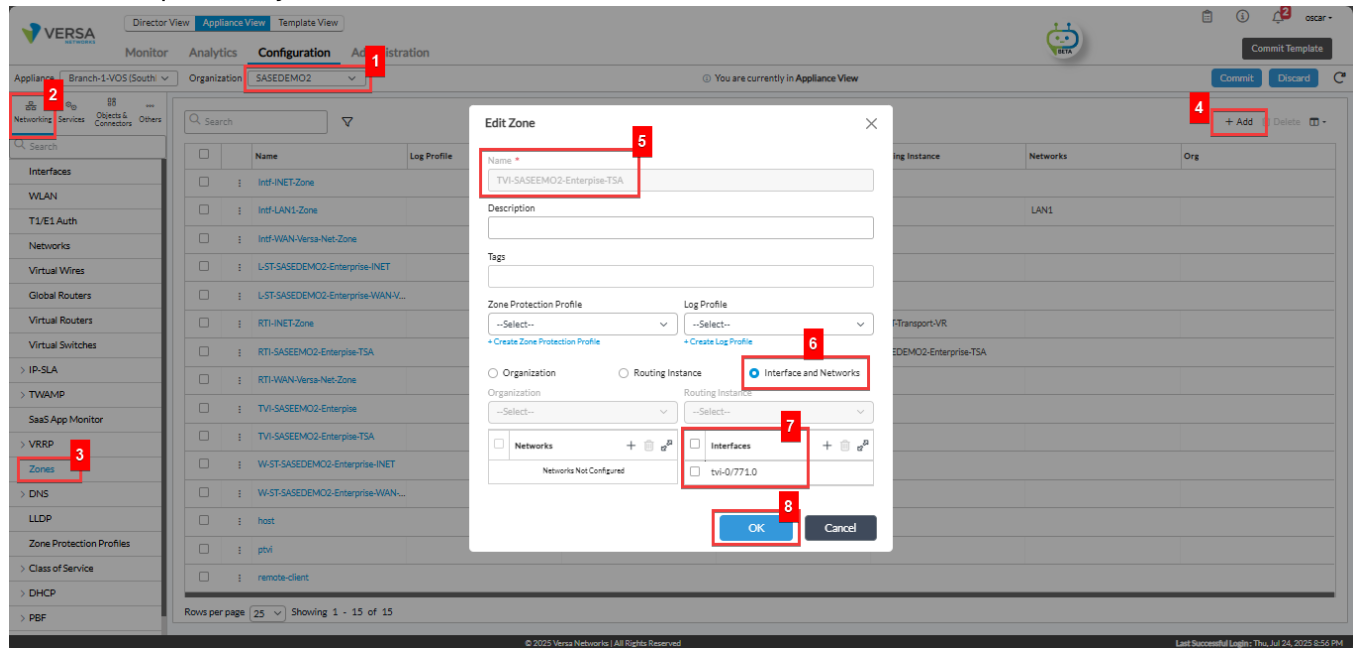 VERSA
NETWORKS
Director View Appliance View Template View
Monitor Analytics Configuration Administration
BETA
2
oscar
Commit Template
1
Appliance Branch-1-VOS (South Organization SASEDEMO2
You are currently in Appliance View
Commit Discard
2
Networking Services Objects & Connectors Others
Search
Interfaces
WLAN
T1/E1 Auth
Networks
Virtual Wires
Global Routers
Virtual Routers
Virtual Switches
IP-SLA
TWAMP
SaaS App Monitor
VRRP
3
Zones
DNS
LLDP
Zone Protection Profiles
Class of Service
DHCP
PBF
Search
4
+ Add Delete
Name Log Profile ing Instance Networks Org
Intf-INET-Zone
Intf-LAN1-Zone LAN1
Intf-WAN-Versa-Net-Zone
L-ST-SASEDEMO2-Enterprise-INET
L-ST-SASEDEMO2-Enterprise-WAN-V...
RTI-INET-Zone T-Transport-VR
RTI-SASEEMO2-Enterpise-TSA EDEMO2-Enterprise-TSA
RTI-WAN-Versa-Net-Zone
TVI-SASEEMO2-Enterpise
TVI-SASEEMO2-Enterpise-TSA
W-ST-SASEDEMO2-Enterprise-INET
W-ST-SASEDEMO2-Enterprise-WAN-...
host
ptvi
remote-client
Rows per page 25 Showing 1 - 15 of 15
Edit Zone
5
Name *
TVI-SASEEMO2-Enterpise-TSA
Description
Tags
Zone Protection Profile Log Profile
--Select-- --Select--
+ Create Zone Protection Profile + Create Log Profile
6
Organization Routing Instance Interface and Networks
Organization Routing Instance
--Select-- --Select--
7
Networks Interfaces
Networks Not Configured tvi-0/771.0
8
OK Cancel
© 2025 Versa Networks | All Rights Reserved
Last Successful Login : Thu, Jul 24, 2025 8:56 PM